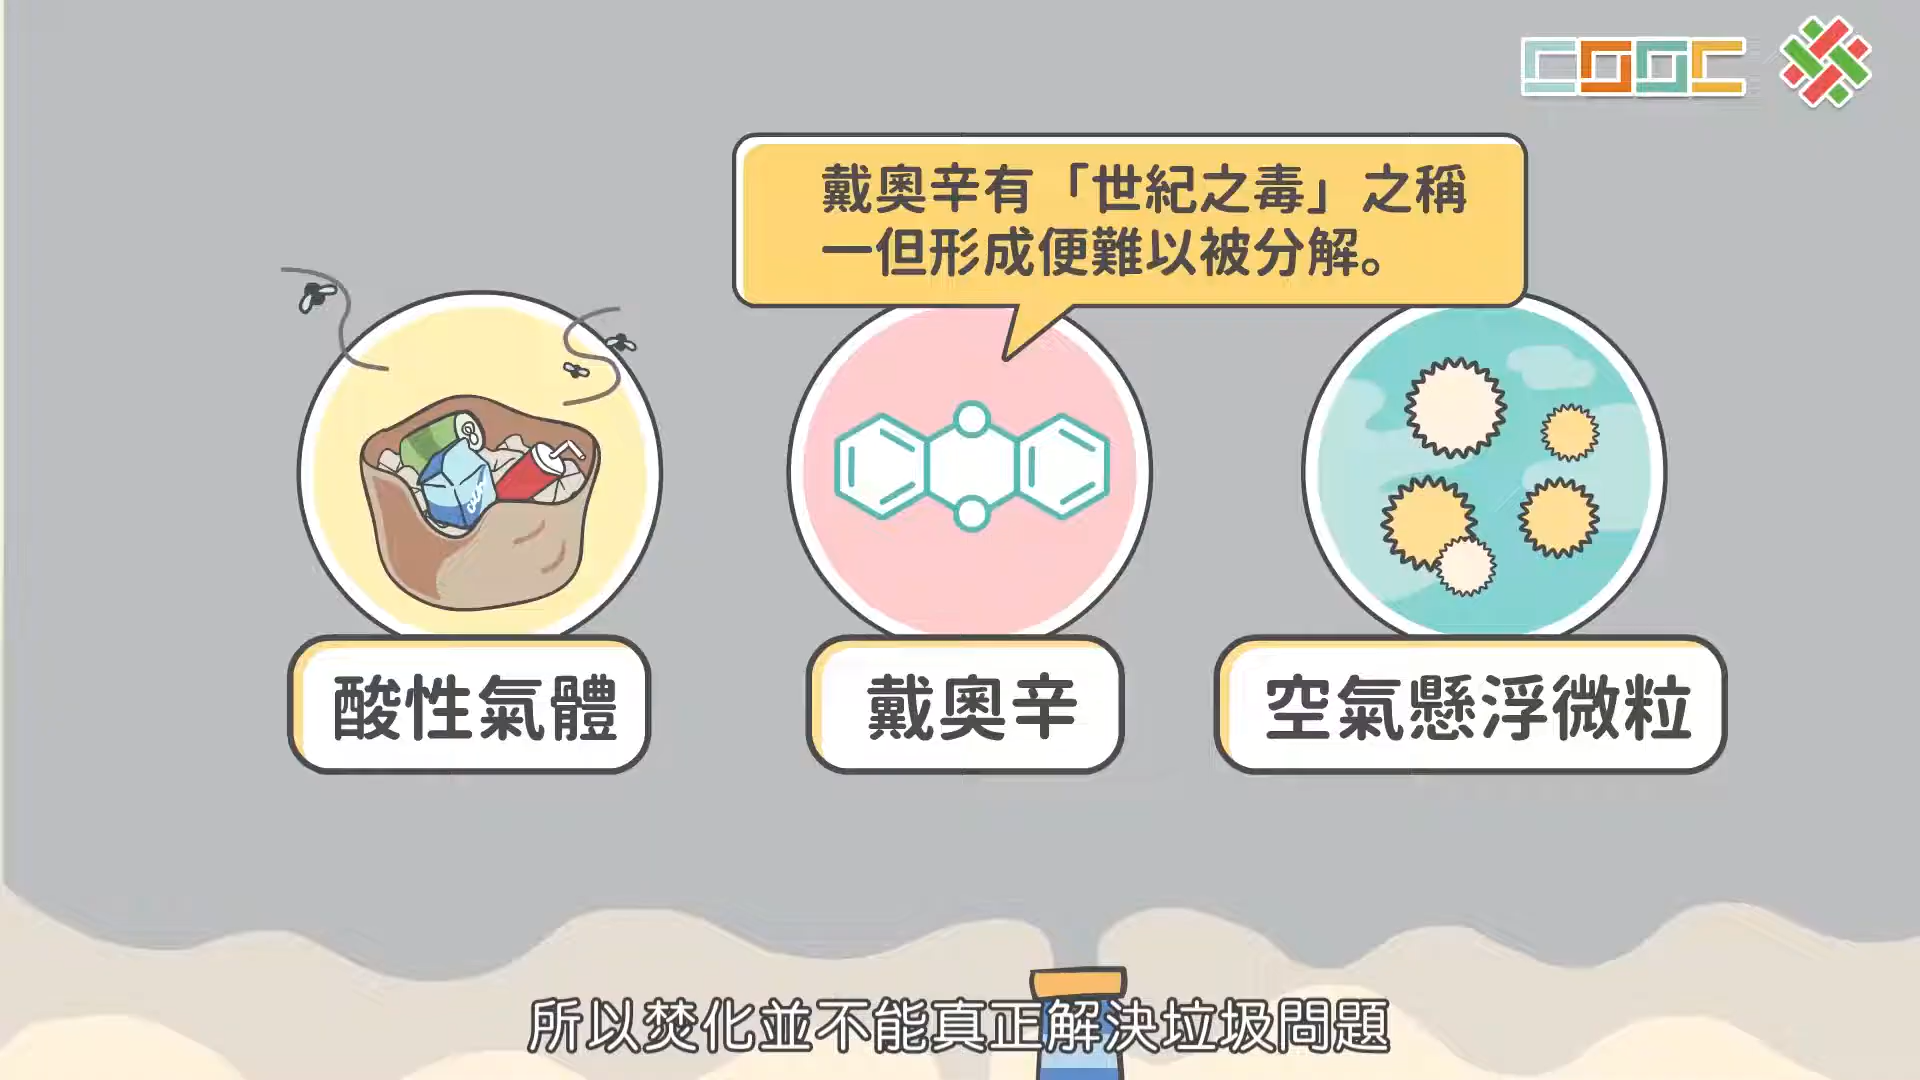 COOC
戴奧辛有「世紀之毒」之稱
一但形成便難以被分解。
酸性氣體
戴奧辛
空氣懸浮微粒
所以焚化並不能真正解決垃圾問題